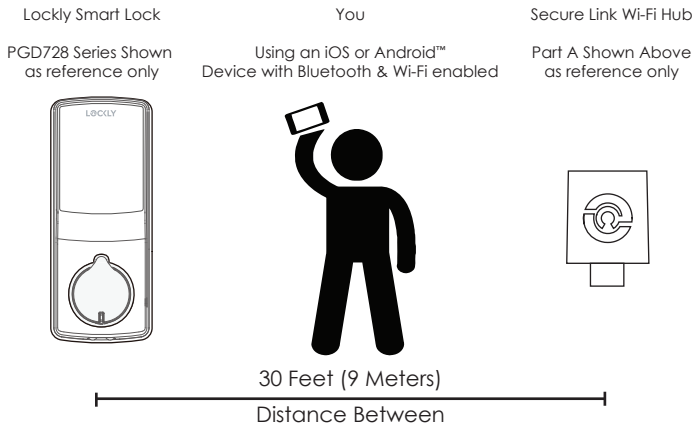 Lockly Smart Lock
PGD728 Series Shown
as reference only
You
Using an iOS or Android™
Device with Bluetooth & Wi-Fi enabled
Secure Link Wi-Fi Hub
Part A Shown Above
as reference only
LOCKLY
30 Feet (9 Meters)
Distance Between